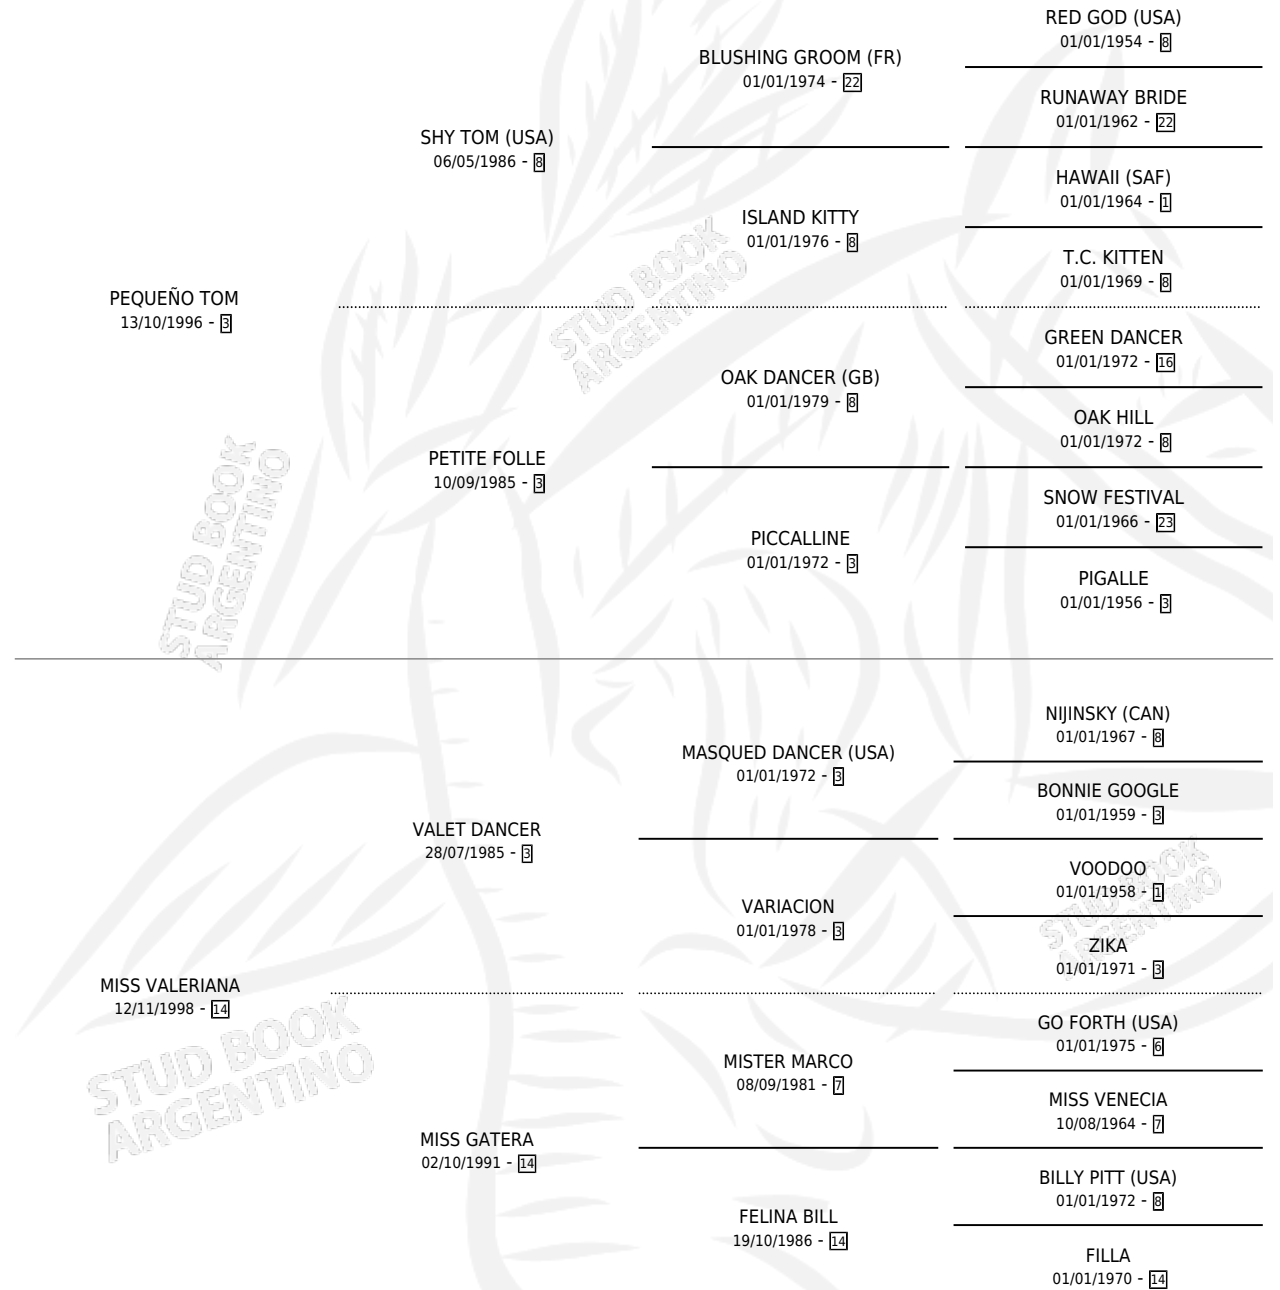 RED GOD (USA)
01/01/1954 - 8
BLUSHING GROOM (FR)
01/01/1974 - 22
RUNAWAY BRIDE
01/01/1962 - 22
SHY TOM (USA)
06/05/1986 - 8
HAWAII (SAF)
01/01/1964 - 1
ISLAND KITTY
01/01/1976 - 8
T.C. KITTEN
01/01/1969 - 8
PEQUEÑO TOM
13/10/1996 - 3
GREEN DANCER
01/01/1972 - 16
OAK DANCER (GB)
01/01/1979 - 8
OAK HILL
01/01/1972 - 8
PETITE FOLLE
10/09/1985 - 3
SNOW FESTIVAL
01/01/1966 - 23
PICCALLINE
01/01/1972 - 3
PIGALLE
01/01/1956 - 3
NIJINSKY (CAN)
01/01/1967 - 8
MASQUED DANCER (USA)
01/01/1972 - 3
BONNIE GOOGLE
01/01/1959 - 3
VALET DANCER
28/07/1985 - 3
VOODOO
01/01/1958 - 1
VARIACION
01/01/1978 - 3
ZIKA
01/01/1971 - 3
MISS VALERIANA
12/11/1998 - 14
GO FORTH (USA)
01/01/1975 - 6
MISTER MARCO
08/09/1981 - 7
MISS VENECIA
10/08/1964 - 7
MISS GATERA
02/10/1991 - 14
BILLY PITT (USA)
01/01/1972 - 8
FELINA BILL
19/10/1986 - 14
FILLA
01/01/1970 - 14
STUD BOOK
ARGENTINO
STUD BOOK
ARGENTINO
STUD BOOK
ARGENTINO
STUD BOOK
ARGENTINO